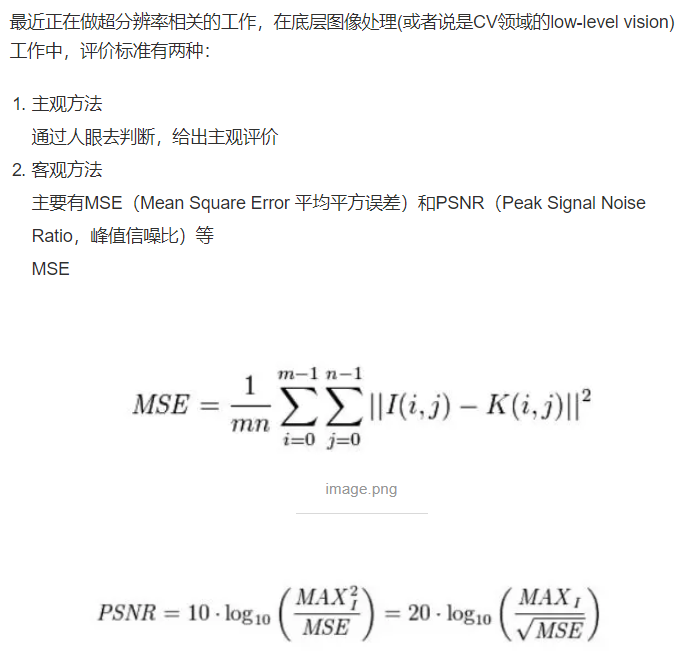 最近正在做超分辨率相关的工作，在底层图像处理(或者说是CV领域的low-level vision)
工作中，评价标准有两种：
1. 主观方法
通过人眼去判断，给出主观评价
2. 客观方法
主要有MSE（Mean Square Error 平均平方误差）和PSNR（Peak Signal Noise
Ratio，峰值信噪比）等
MSE
MSE = \frac{1}{mn} \sum_{i=0}^{m-1} \sum_{j=0}^{n-1} ||I(i,j) - K(i,j)||^2
image.png
PSNR = 10 \cdot \log_{10} \left( \frac{MAX_I^2}{MSE} \right) = 20 \cdot \log_{10} \left( \frac{MAX_I}{\sqrt{MSE}} \right)